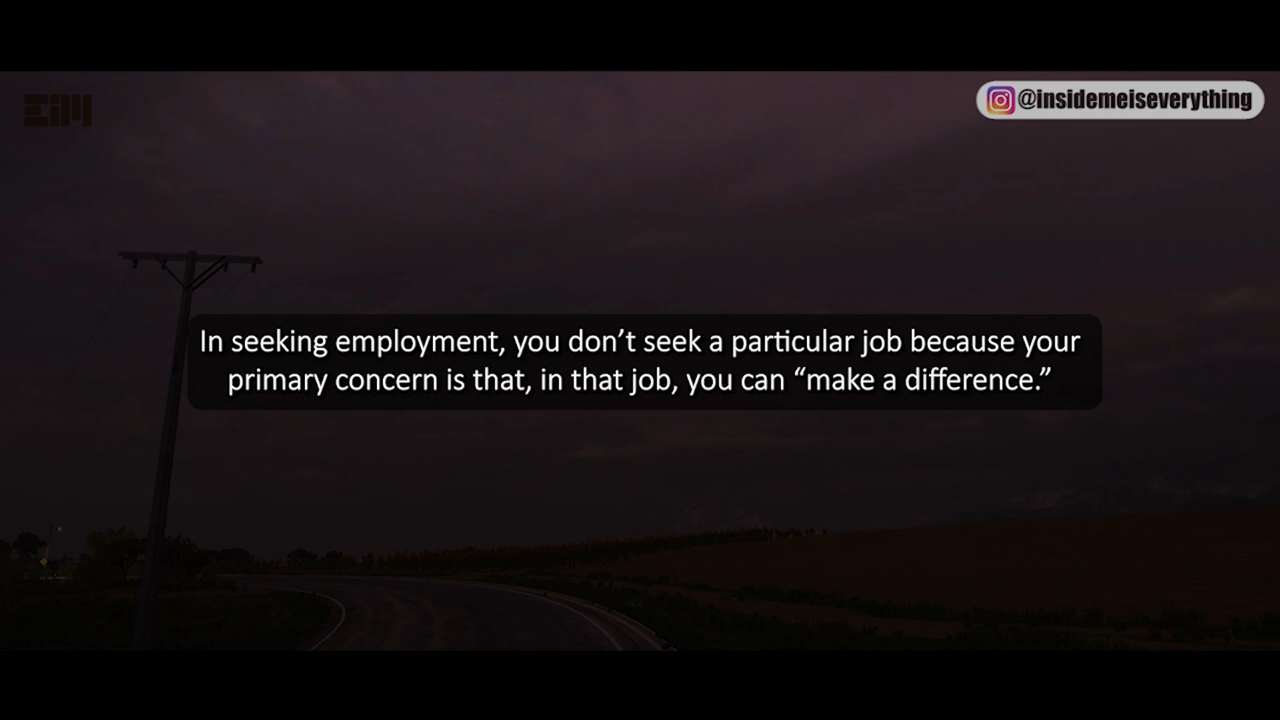 EiM
@insidemeiseverything
In seeking employment, you don’t seek a particular job because your
primary concern is that, in that job, you can “make a difference.”